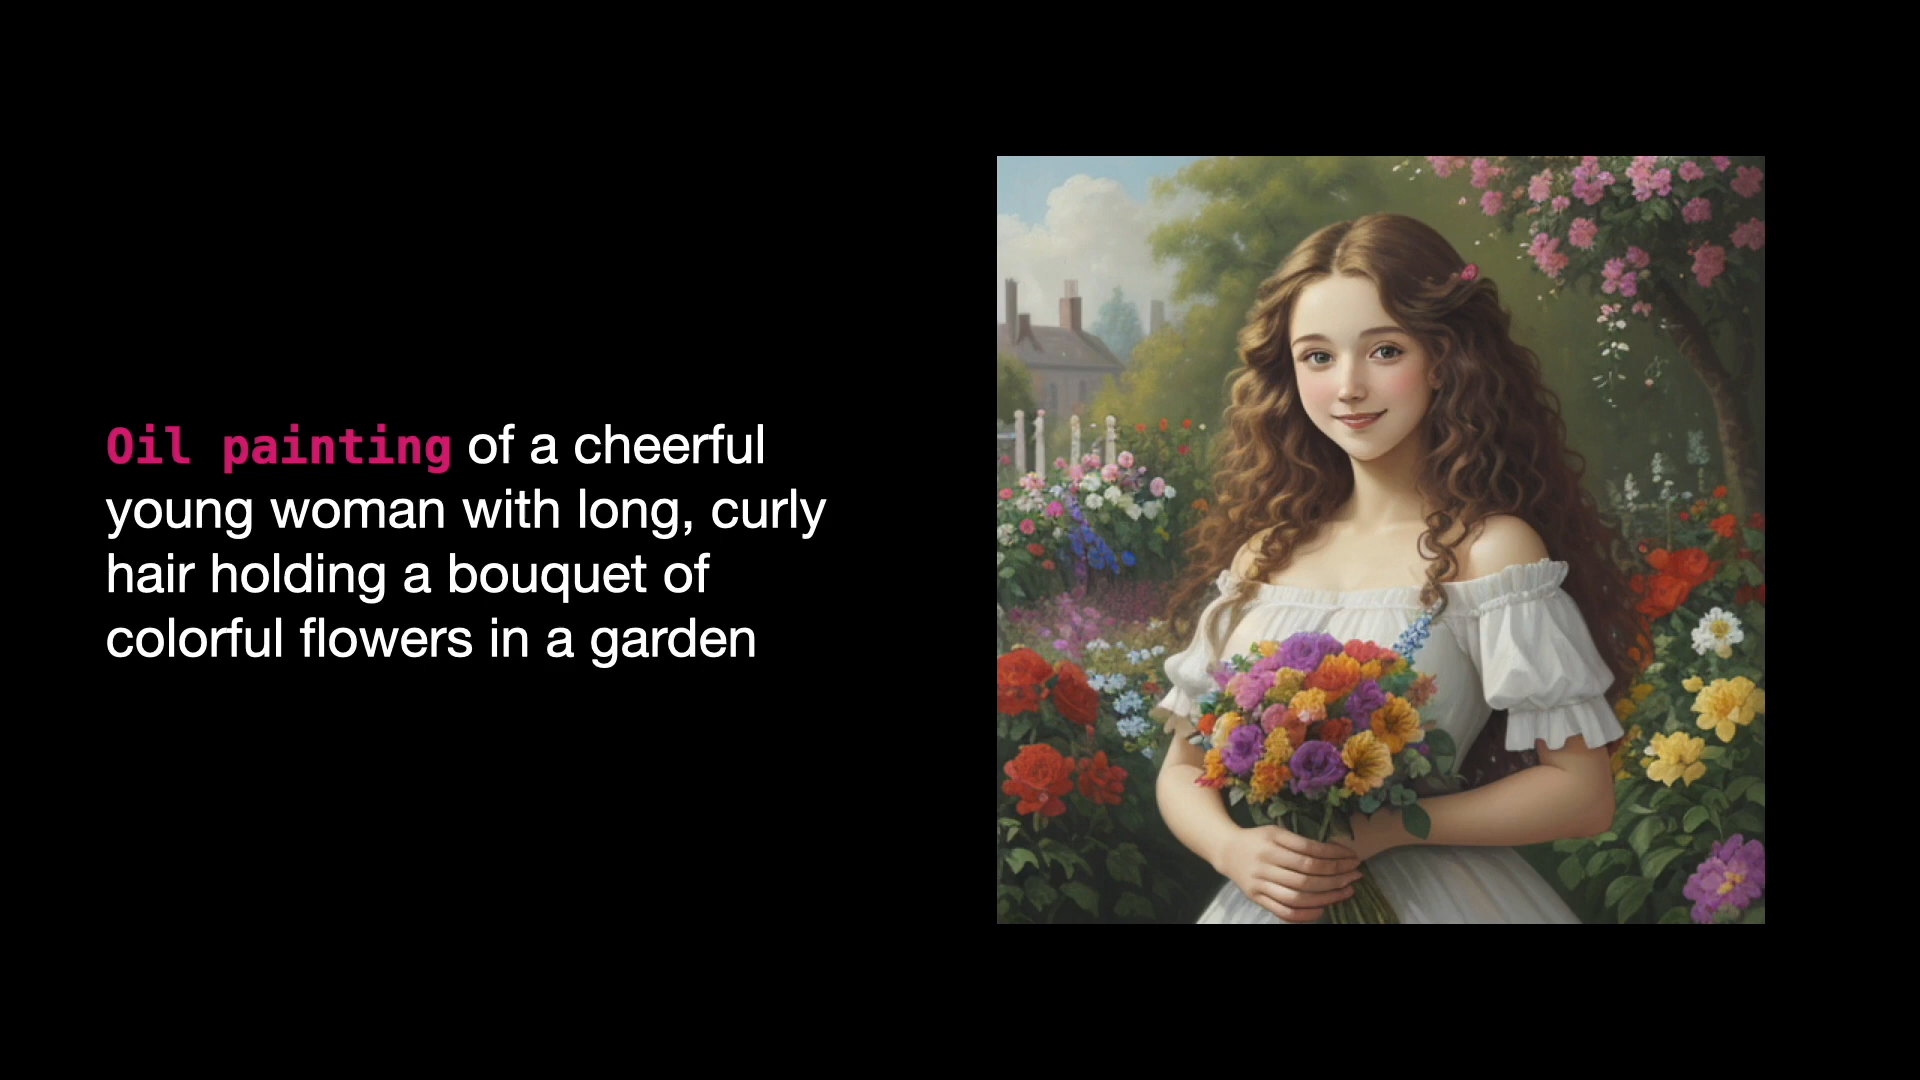 Oil painting of a cheerful
young woman with long, curly
hair holding a bouquet of
colorful flowers in a garden